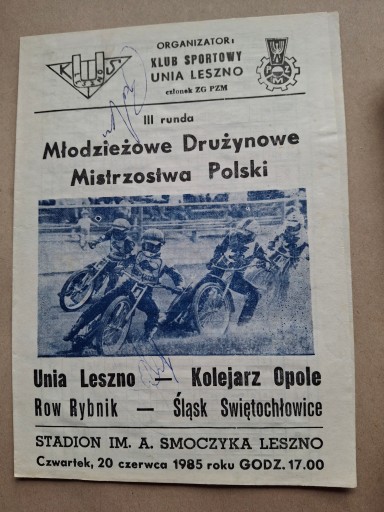 ORGANIZATOR:
KLUB SPORTOWY
UNIA LESZNO
członek ZG PZM
III runda
Młodzieżowe Drużynowe
Mistrzostwa Polski
Unia Leszno — Kolejarz Opole
Row Rybnik — Śląsk Swiętochłowice
STADION IM. A. SMOCZYKA LESZNO
Czwartek, 20 czerwca 1985 roku GODZ. 17.00